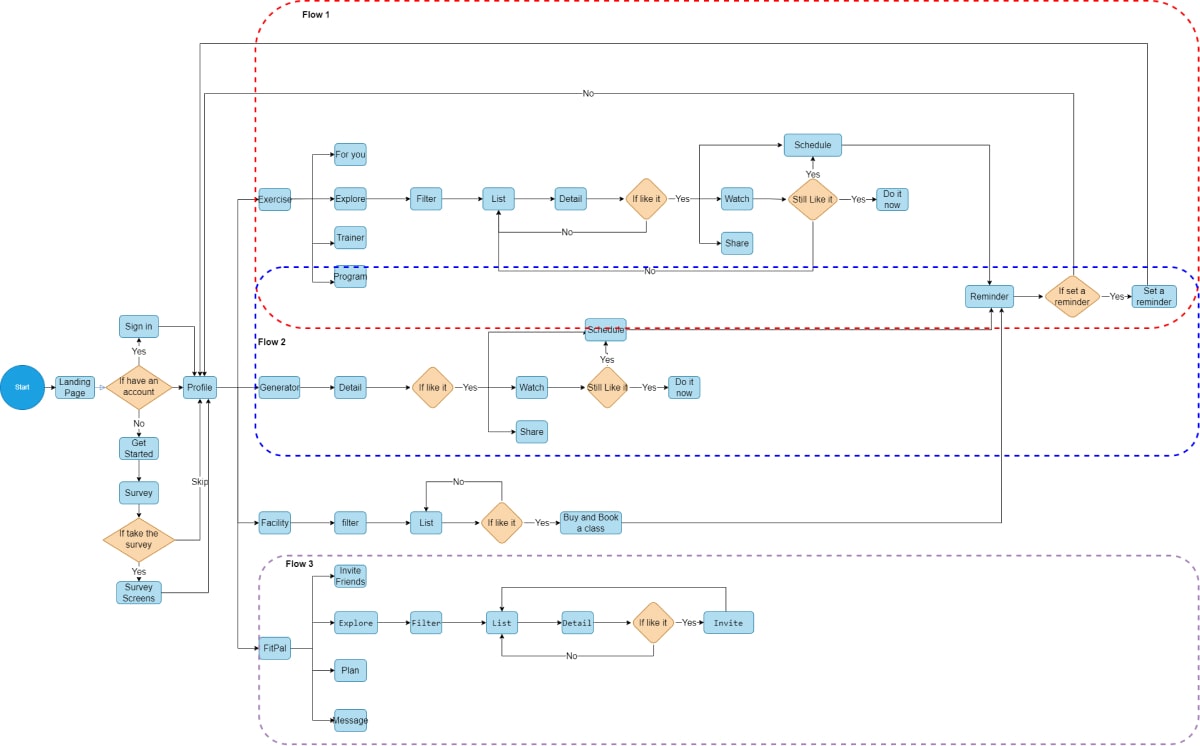 Flow 1
No
For you
Schedule
Yes
Exercise
Explore
Filter
List
Detail
If like it
Yes
Watch
Still Like it
Yes
Do it
now
No
Trainer
Share
No
Program
Reminder
If set a
reminder
Yes
Set a
reminder
Flow 2
Sign in
Schedule
Yes
Yes
Start
Landing
Page
If have an
account
Profile
Generator
Detail
If like it
Yes
Watch
Still Like it
Yes
Do it
now
No
Share
Get
Started
Skip
No
Survey
Facility
filter
List
If like it
Yes
Buy and Book
a class
If take the
survey
Yes
Survey
Screens
Flow 3
Invite
Friends
Explore
Filter
List
Detail
If like it
Yes
Invite
FitPal
No
Plan
Message